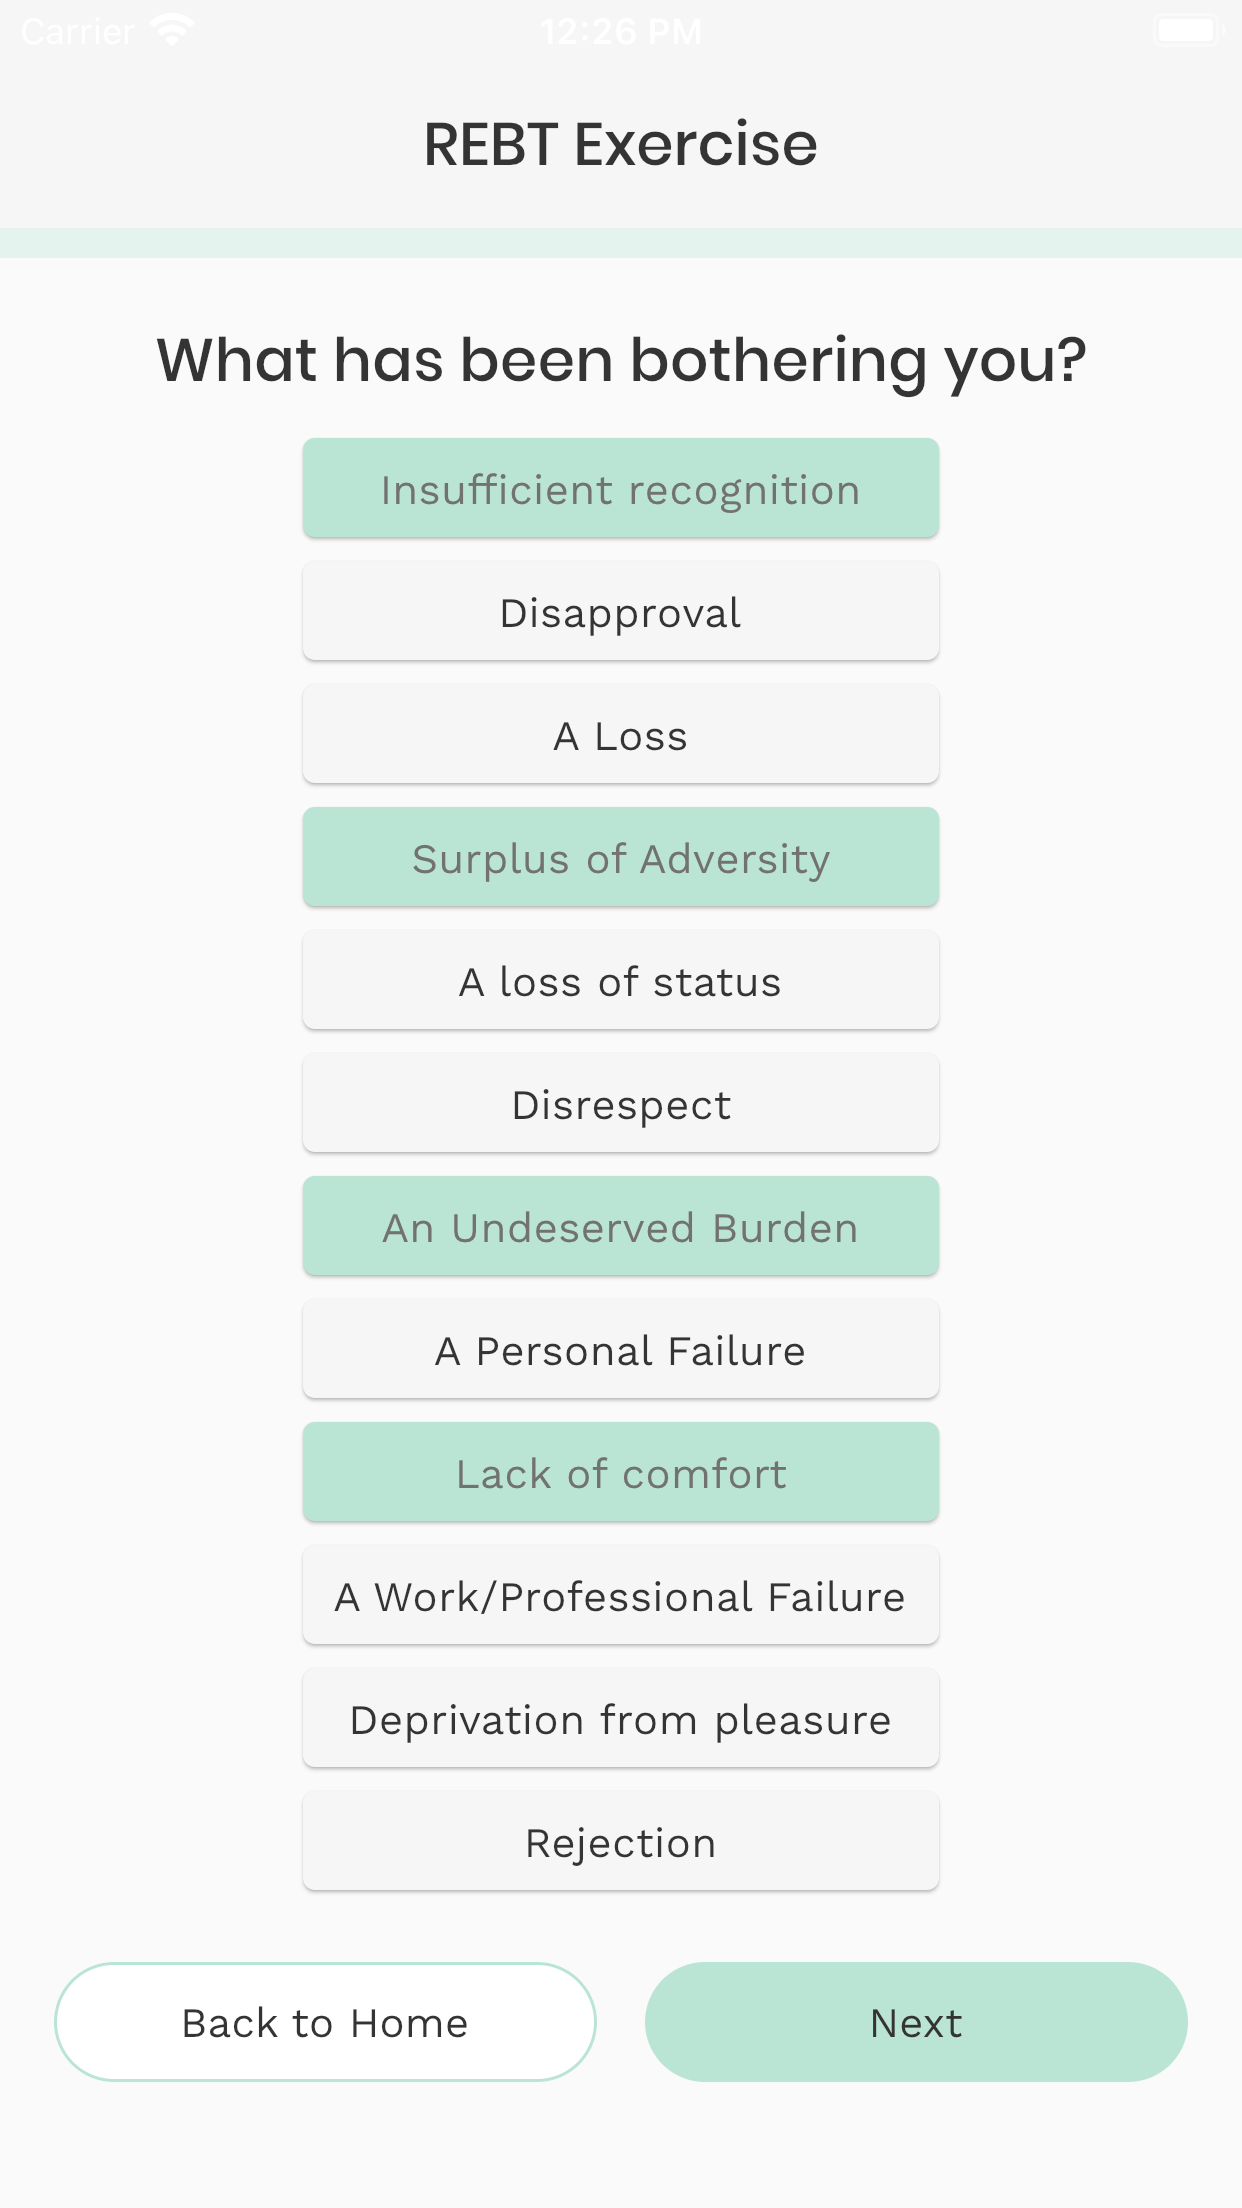 Carrier 12:26 PM
REBT Exercise
What has been bothering you?
Insufficient recognition
Disapproval
A Loss
Surplus of Adversity
A loss of status
Disrespect
An Undeserved Burden
A Personal Failure
Lack of comfort
A Work/Professional Failure
Deprivation from pleasure
Rejection
Back to Home
Next